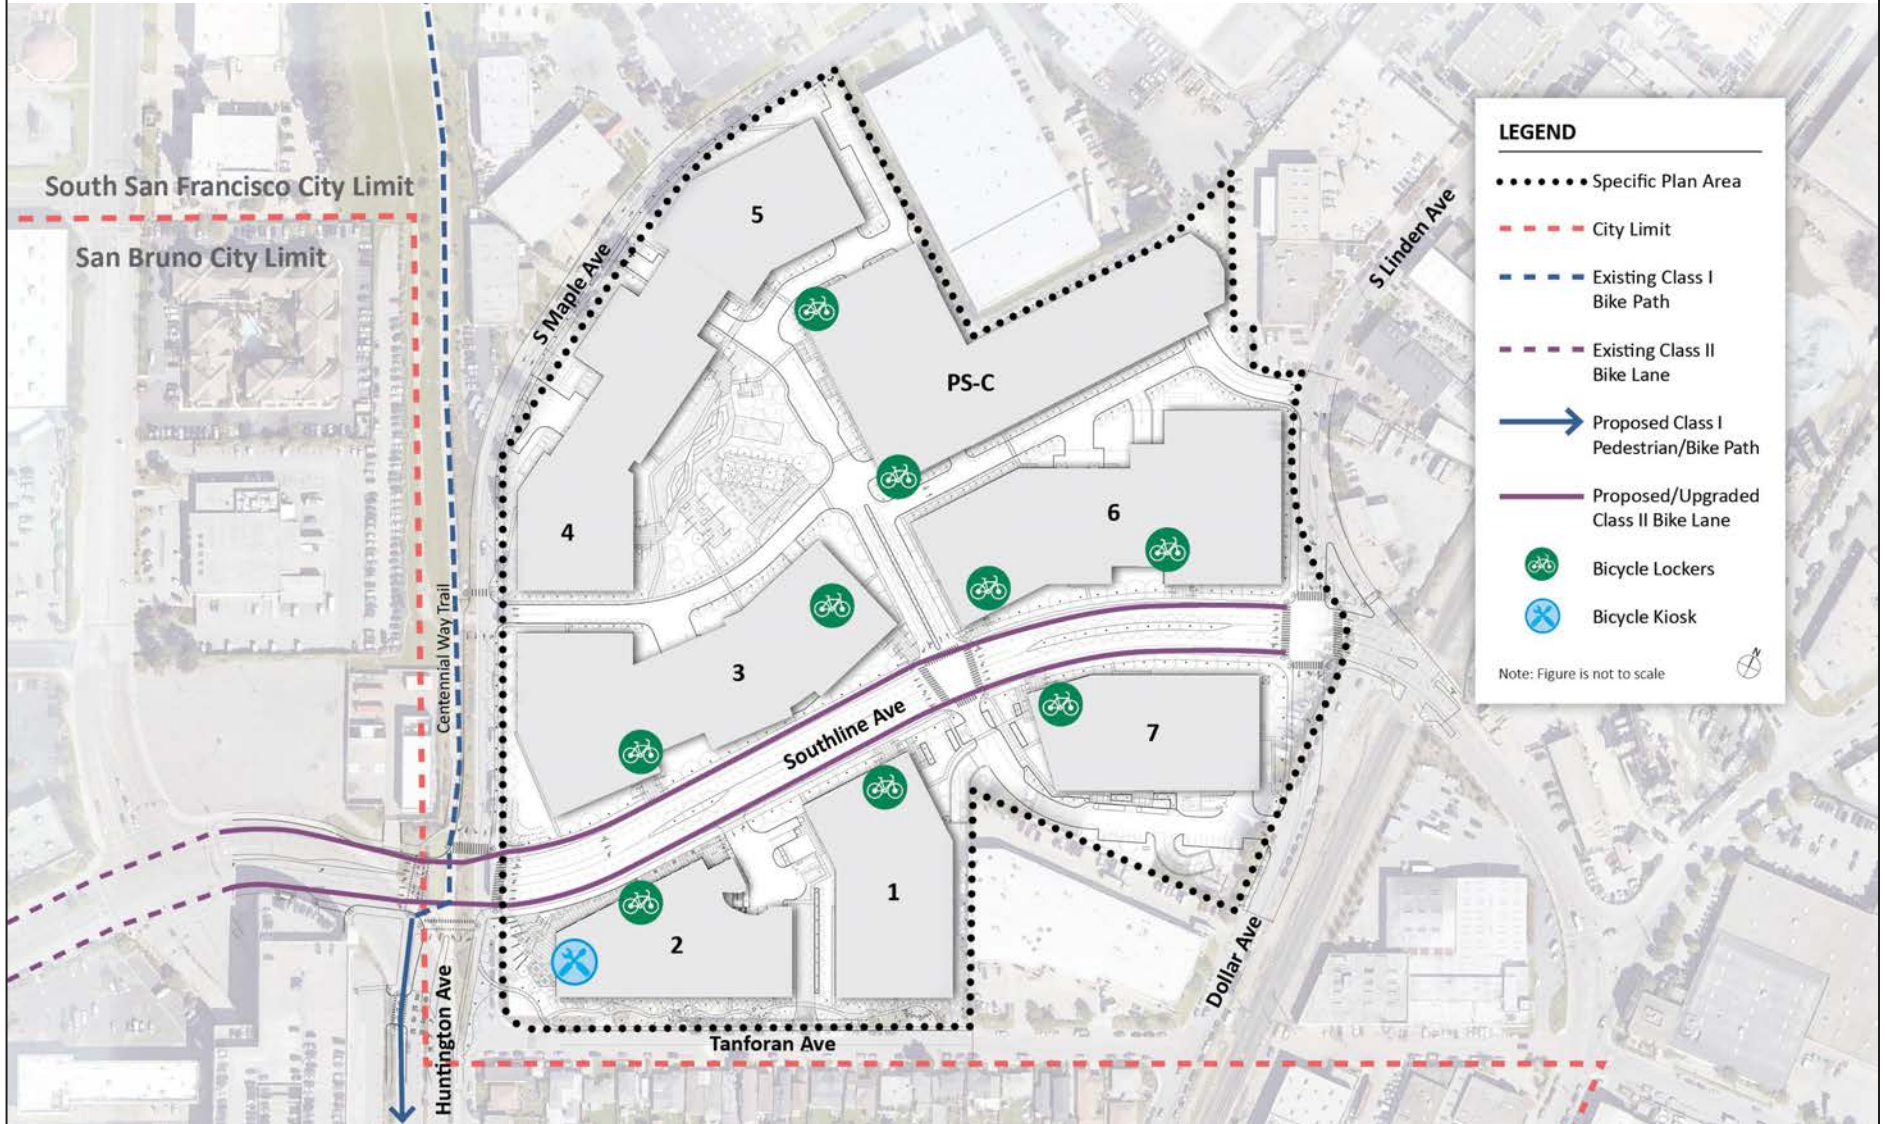 South San Francisco City Limit
San Bruno City Limit
S Maple Ave
S Linden Ave
5
PS-C
4
6
3
7
1
2
Centennial Way Trail
Southline Ave
Huntington Ave
Tanforan Ave
Dollar Ave
LEGEND
Specific Plan Area
City Limit
Existing Class I
Bike Path
Existing Class II
Bike Lane
Proposed Class I
Pedestrian/Bike Path
Proposed/Upgraded
Class II Bike Lane
Bicycle Lockers
Bicycle Kiosk
Note: Figure is not to scale
N